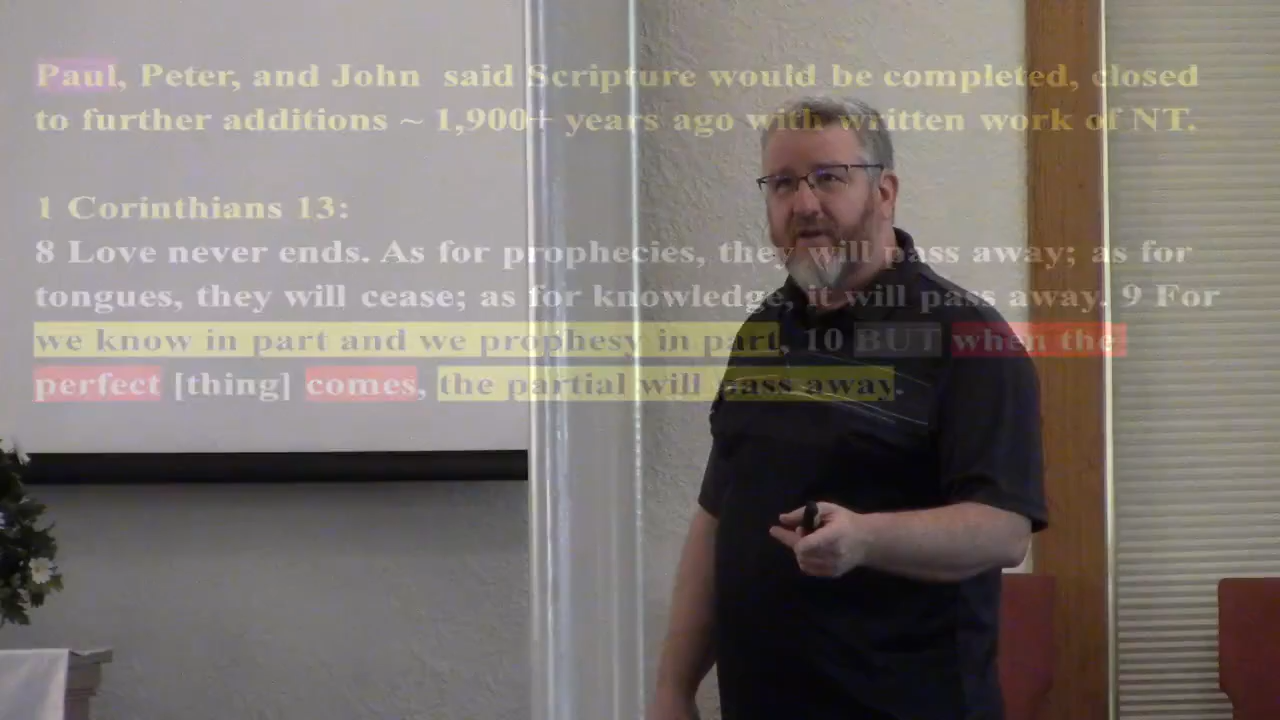 Paul, Peter, and John said Scripture would be completed, closed
to further additions ~ 1,900+ years ago with written work of NT.
1 Corinthians 13:
8 Love never ends. As for prophecies, they will pass away; as for
tongues, they will cease; as for knowledge, it will pass away. 9 For
we know in part and we prophesy in part, 10 BUT when the
perfect [thing] comes, the partial will pass away.